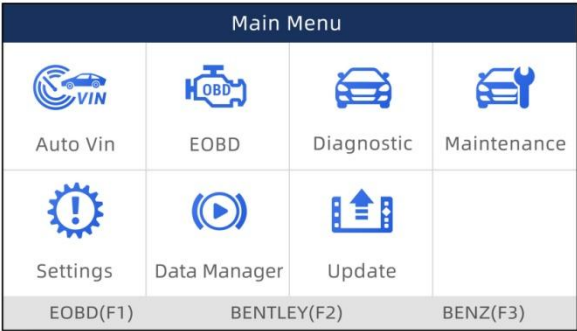 Main Menu
VIN
OBD
Auto Vin
EOBD
Diagnostic
Maintenance
Settings
Data Manager
Update
EOBD(F1)
BENTLEY(F2)
BENZ(F3)